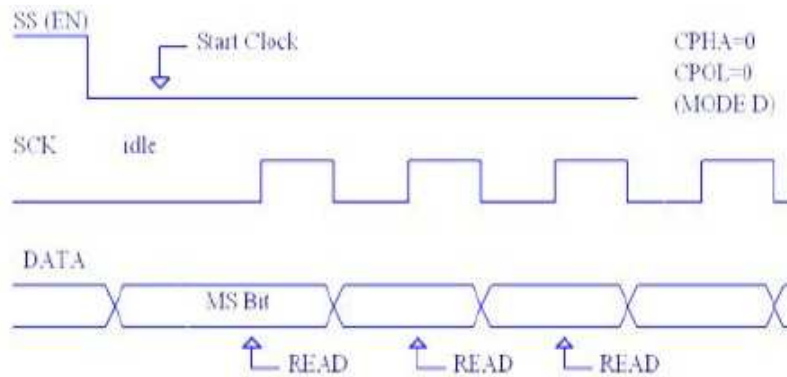 SS (EN)
Start Clock
CPHA=0
CPOL=0
(MODE D)
SCK idle
DATA
MS Bit
READ READ READ